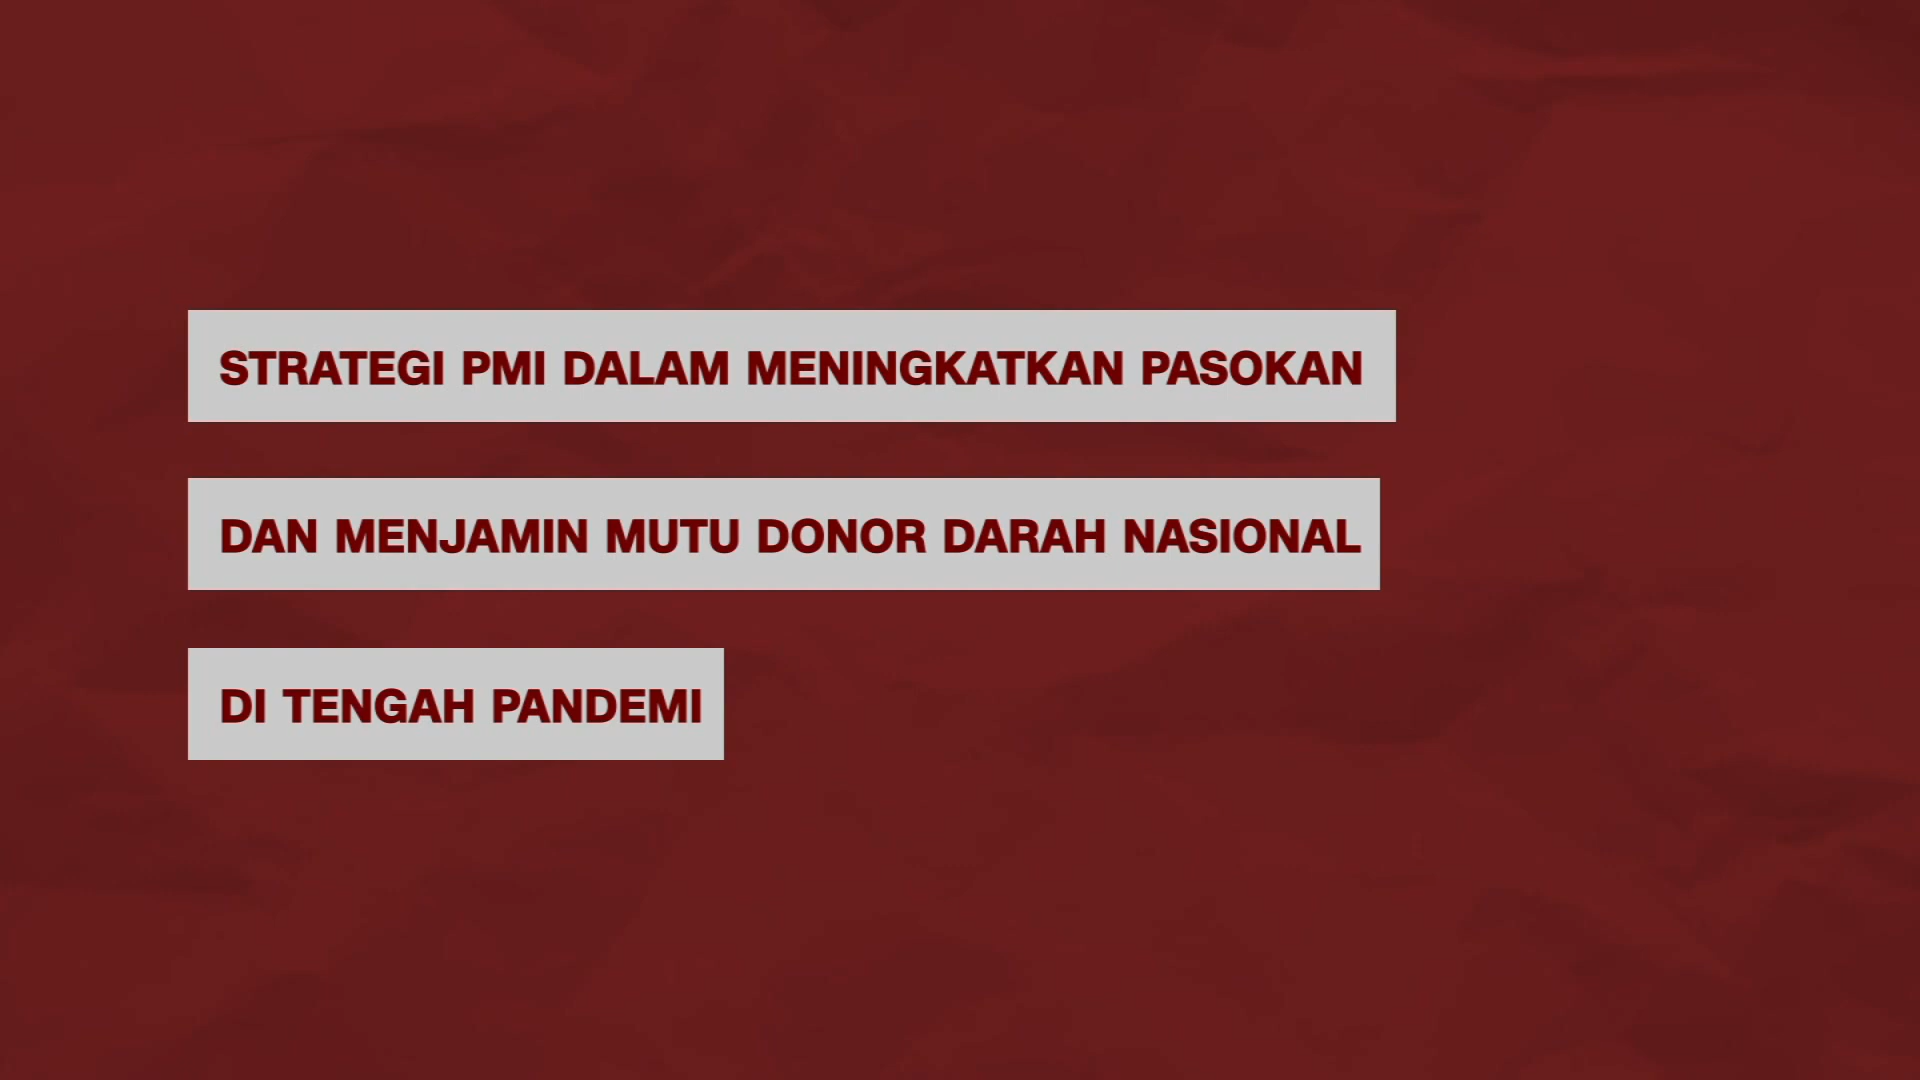 STRATEGI PMI DALAM MENINGKATKAN PASOKAN
DAN MENJAMIN MUTU DONOR DARAH NASIONAL
DI TENGAH PANDEMI